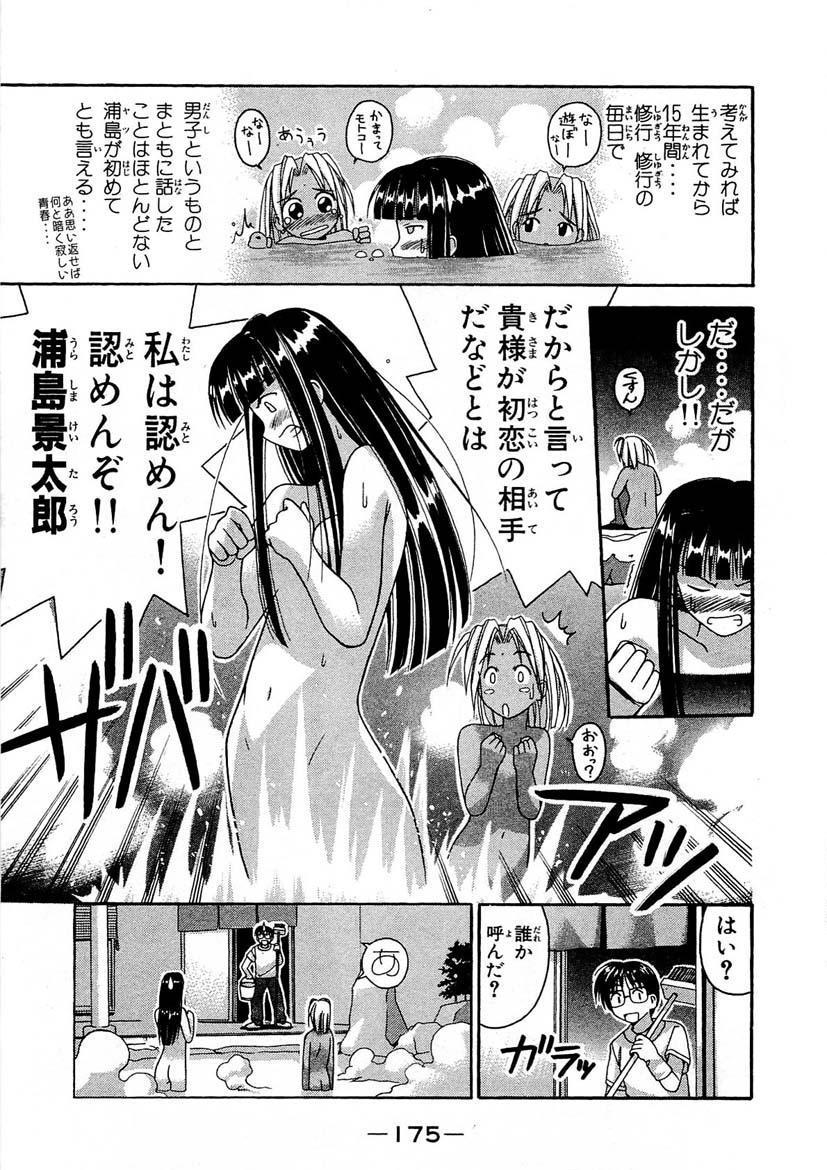 考えてみれば
生まれてから
15年間‥‥
修行 修行の
毎日で
なー
遊ぼ
なー
かまって
モトコー
あうぅう
なー
なー
男子というものと
まともに話した
ことはほとんどない
浦島が初めて
とも言える‥‥
ああ思い返せば
何と暗く寂しい
青春‥‥
だ‥‥だが
しかし!!
くすん
だからと言って
貴様が初恋の相手
だなどとは
私は認めん!
認めんぞ!!
浦島景太郎
おおっ?
ザバアッ
はい?
誰か
呼んだ?
ガラッ
あ
—175—